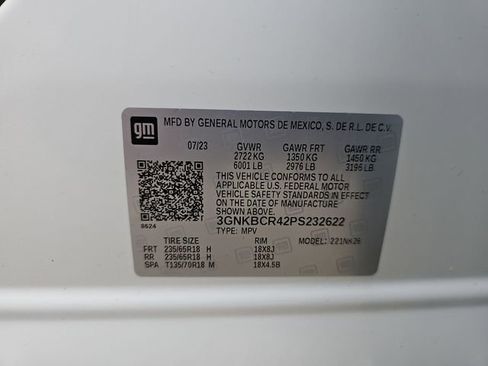 gm MFD BY GENERAL MOTORS DE MEXICO, S. DE R.L. DE C.V.
07/23 GVWR GAWR FRT GAWR RR
2722 KG 1350 KG 1450 KG
6001 LB 2976 LB 3196 LB
THIS VEHICLE CONFORMS TO ALL
APPLICABLE U.S. FEDERAL MOTOR
VEHICLE SAFETY STANDARDS IN EFFECT ON THE
DATE OF MANUFACTURE.
3GNKBCR42PS232622
TYPE: MPV
8624
TIRE SIZE RIM MODEL: 221NK26
FRT 235/65R18 H 18X8J
RR 235/65R18 H 18X8J
SPA T135/70R18 M 18X4.5B